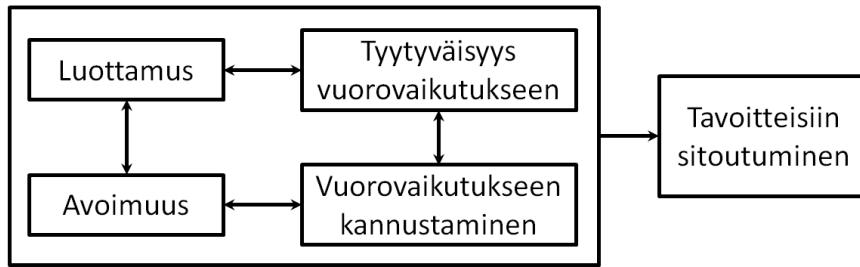 Luottamus
Tyytyväisyys
vuorovaikutukseen
Avoimuus
Vuorovaikutukseen
kannustaminen
Tavoitteisiin
sitoutuminen